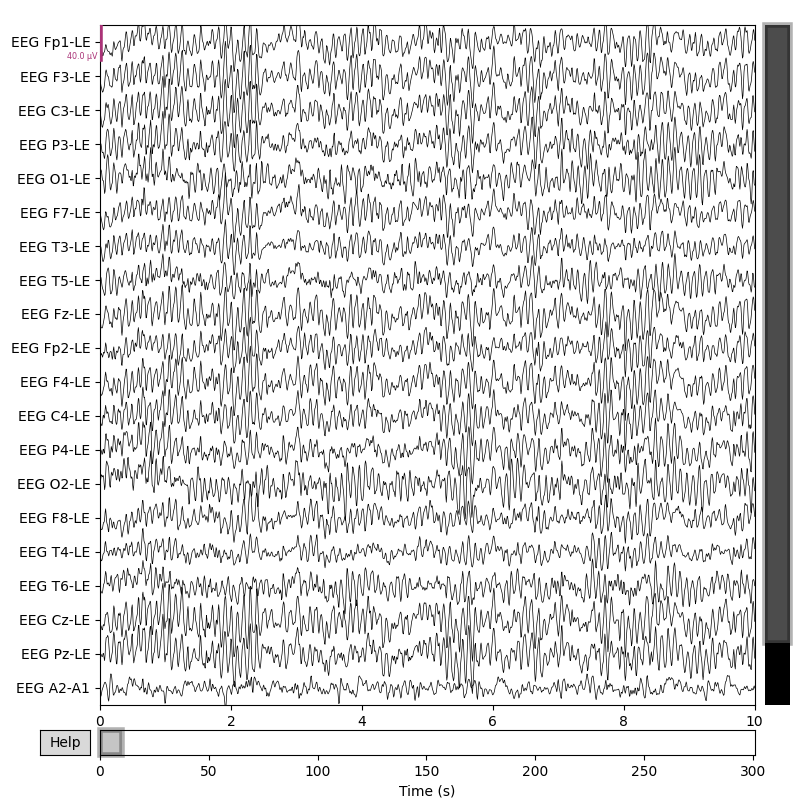 EEG Fp1-LE
40.0 µV
EEG F3-LE
EEG C3-LE
EEG P3-LE
EEG O1-LE
EEG F7-LE
EEG T3-LE
EEG T5-LE
EEG Fz-LE
EEG Fp2-LE
EEG F4-LE
EEG C4-LE
EEG P4-LE
EEG O2-LE
EEG F8-LE
EEG T4-LE
EEG T6-LE
EEG Cz-LE
EEG Pz-LE
EEG A2-A1
0 2 4 6 8 10
Help
0 50 100 150 200 250 300
Time (s)